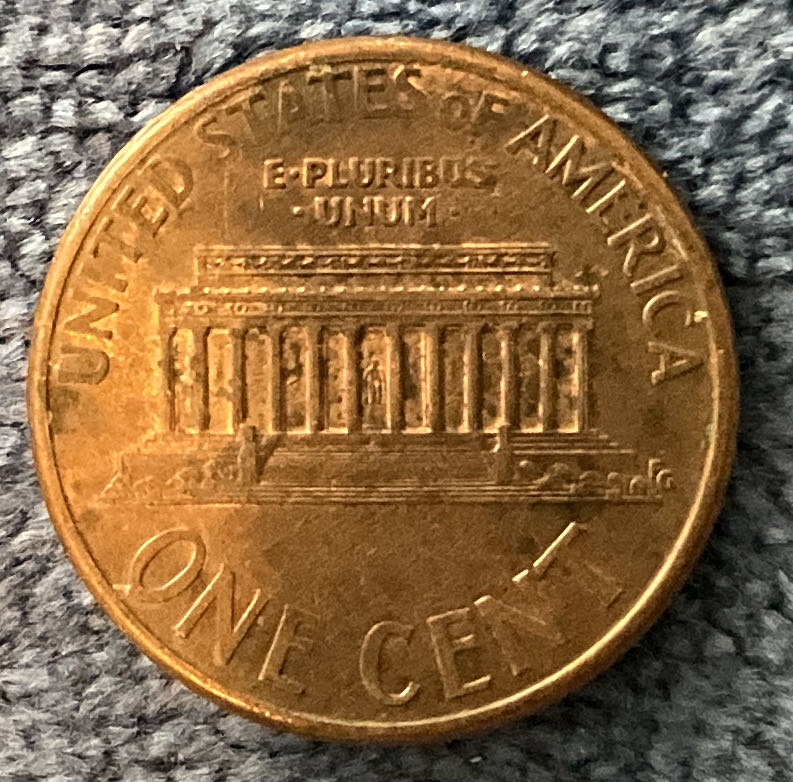 UNITED STATES OF AMERICA
E·PLURIBUS
·UNUM·
ONE CENT